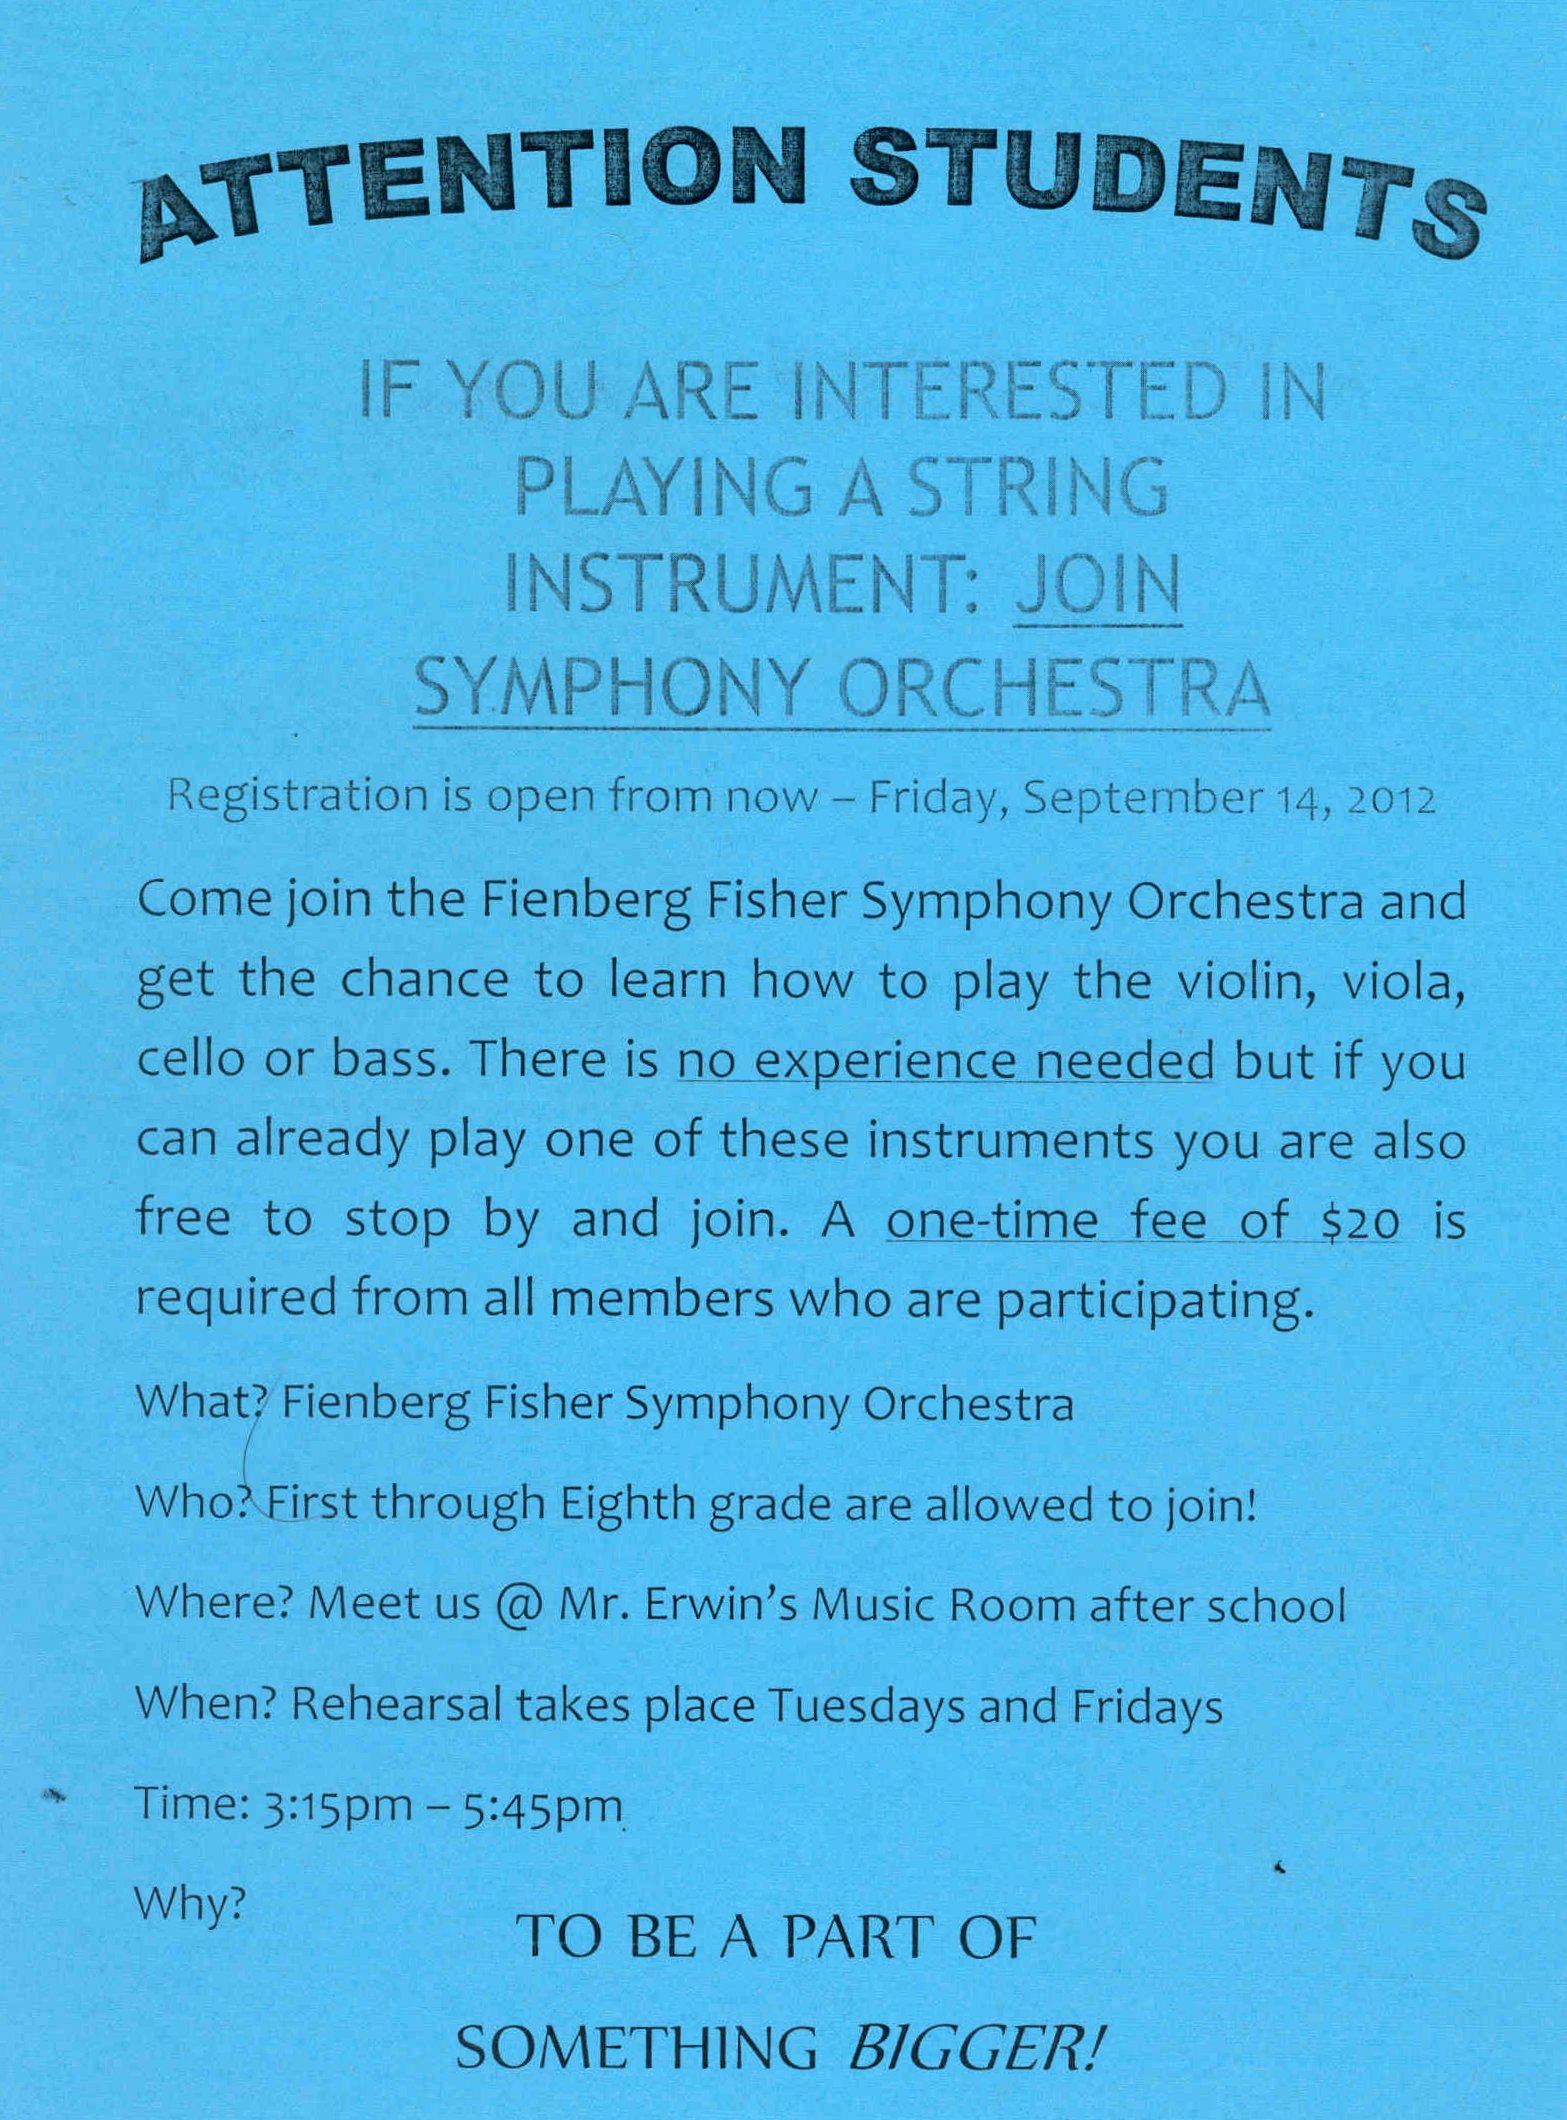 ATTENTION STUDENTS
IF YOU ARE INTERESTED IN
PLAYING A STRING
INSTRUMENT: JOIN
SYMPHONY ORCHESTRA
Registration is open from now – Friday, September 14, 2012
Come join the Fienberg Fisher Symphony Orchestra and
get the chance to learn how to play the violin, viola,
cello or bass. There is no experience needed but if you
can already play one of these instruments you are also
free to stop by and join. A one-time fee of $20 is
required from all members who are participating.
What? Fienberg Fisher Symphony Orchestra
Who? First through Eighth grade are allowed to join!
Where? Meet us @ Mr. Erwin's Music Room after school
When? Rehearsal takes place Tuesdays and Fridays
Time: 3:15pm – 5:45pm
Why?
TO BE A PART OF
SOMETHING BIGGER!